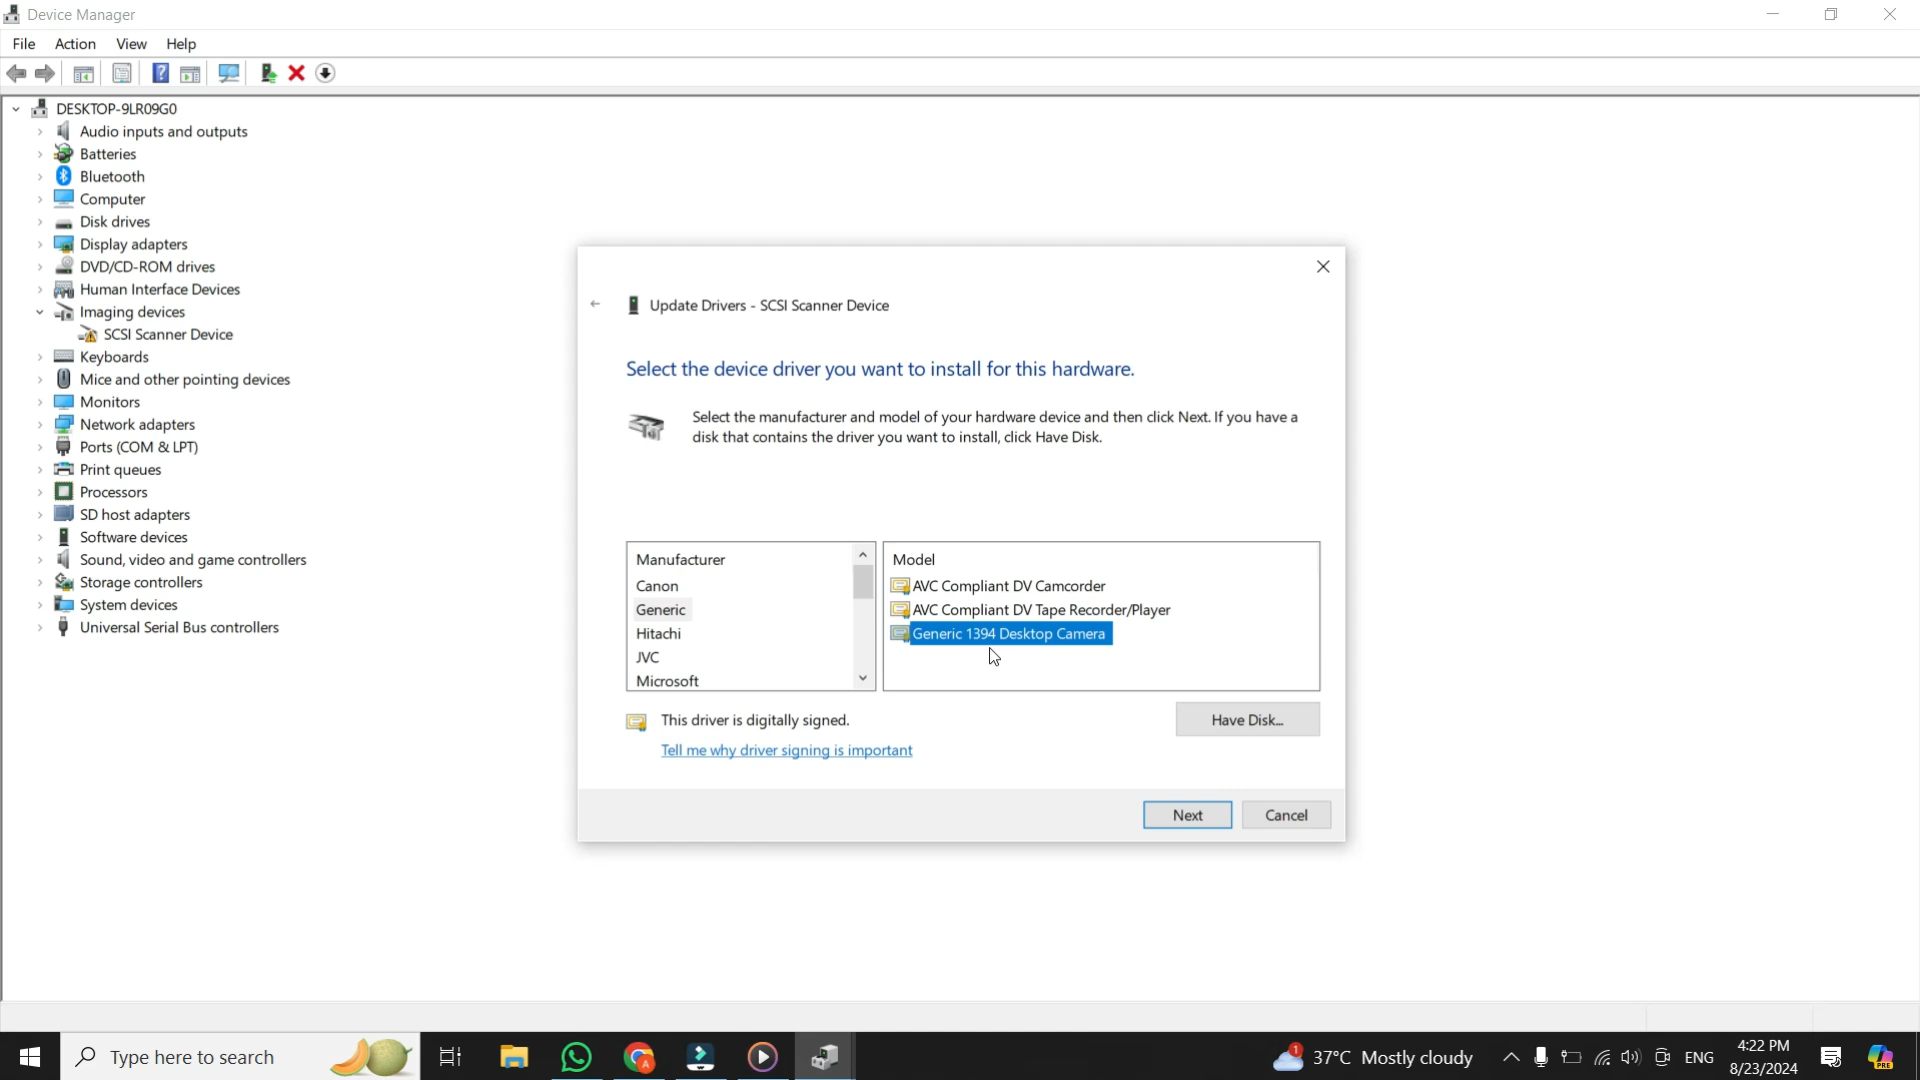 Device Manager
File Action View Help
DESKTOP-9LR09G0
Audio inputs and outputs
Batteries
Bluetooth
Computer
Disk drives
Display adapters
DVD/CD-ROM drives
Human Interface Devices
Imaging devices
SCSI Scanner Device
Keyboards
Mice and other pointing devices
Monitors
Network adapters
Ports (COM & LPT)
Print queues
Processors
SD host adapters
Software devices
Sound, video and game controllers
Storage controllers
System devices
Universal Serial Bus controllers
Update Drivers - SCSI Scanner Device
Select the device driver you want to install for this hardware.
Select the manufacturer and model of your hardware device and then click Next. If you have a
disk that contains the driver you want to install, click Have Disk.
Manufacturer
Canon
Generic
Hitachi
JVC
Microsoft
Model
AVC Compliant DV Camcorder
AVC Compliant DV Tape Recorder/Player
Generic 1394 Desktop Camera
This driver is digitally signed.
Have Disk...
Tell me why driver signing is important
Next Cancel
Type here to search
1
37°C Mostly cloudy
ENG
4:22 PM
8/23/2024
PRE